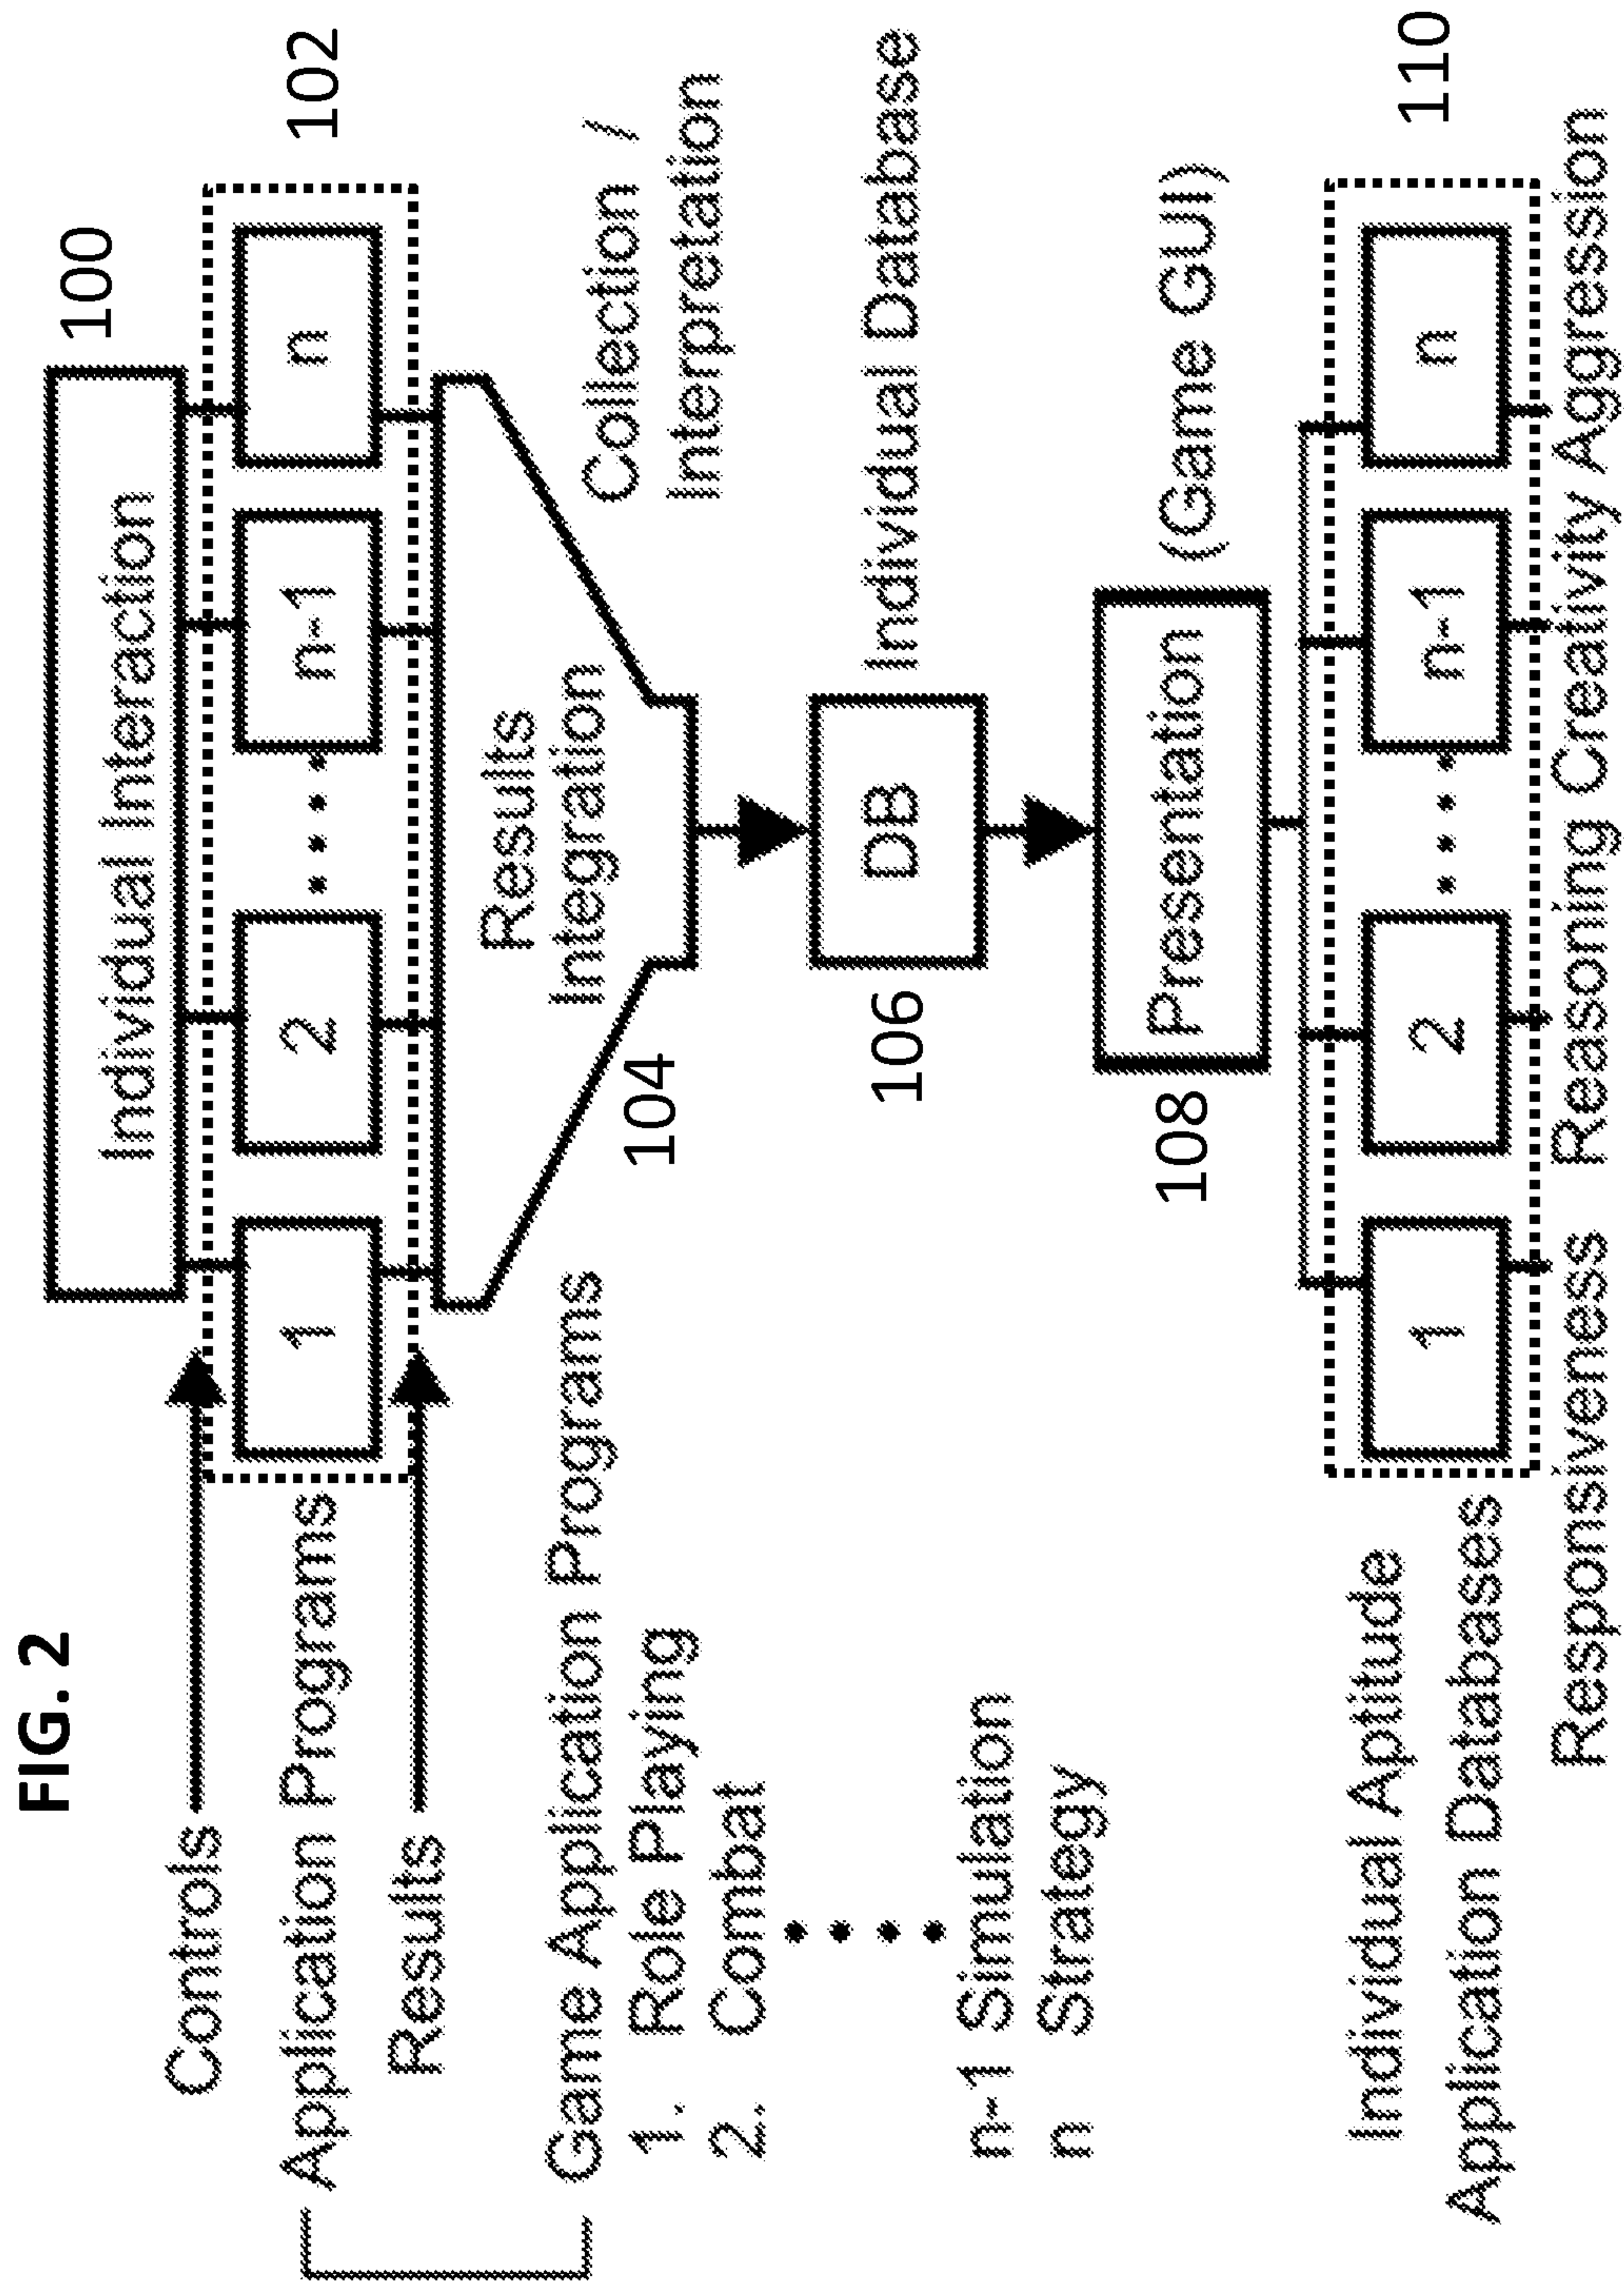 FIG. 2
100
Individual Interaction
Controls
102
Application Programs
1
2
n-1
n
Results
Results
Integration
Collection /
Interpretation
104
Game Application Programs
1. Role Playing
2. Combat
n-1 Simulation
n Strategy
DB
106
Individual Database
Presentation
(Game GUI)
108
110
Individual Aptitude
Application Databases
1
2
n-1
n
Responsiveness Reasoning Creativity Aggression